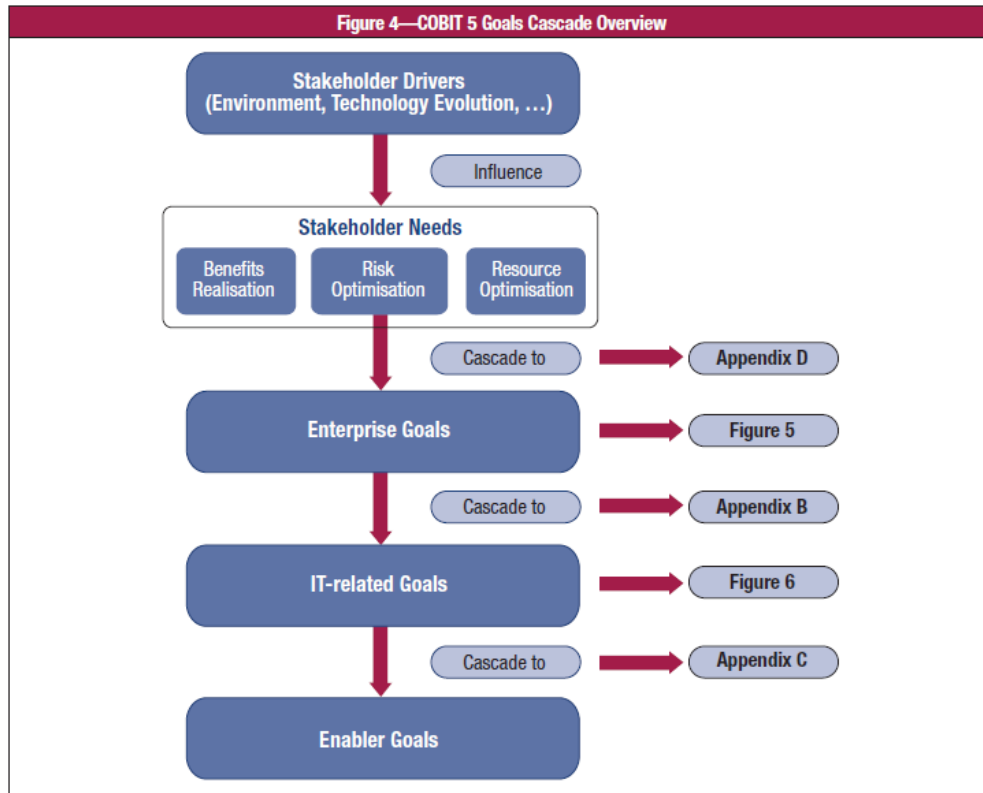 Figure 4—COBIT 5 Goals Cascade Overview
Stakeholder Drivers
(Environment, Technology Evolution, …)
Influence
Stakeholder Needs
Benefits
Realisation
Risk
Optimisation
Resource
Optimisation
Cascade to
Appendix D
Enterprise Goals
Figure 5
Cascade to
Appendix B
IT-related Goals
Figure 6
Cascade to
Appendix C
Enabler Goals